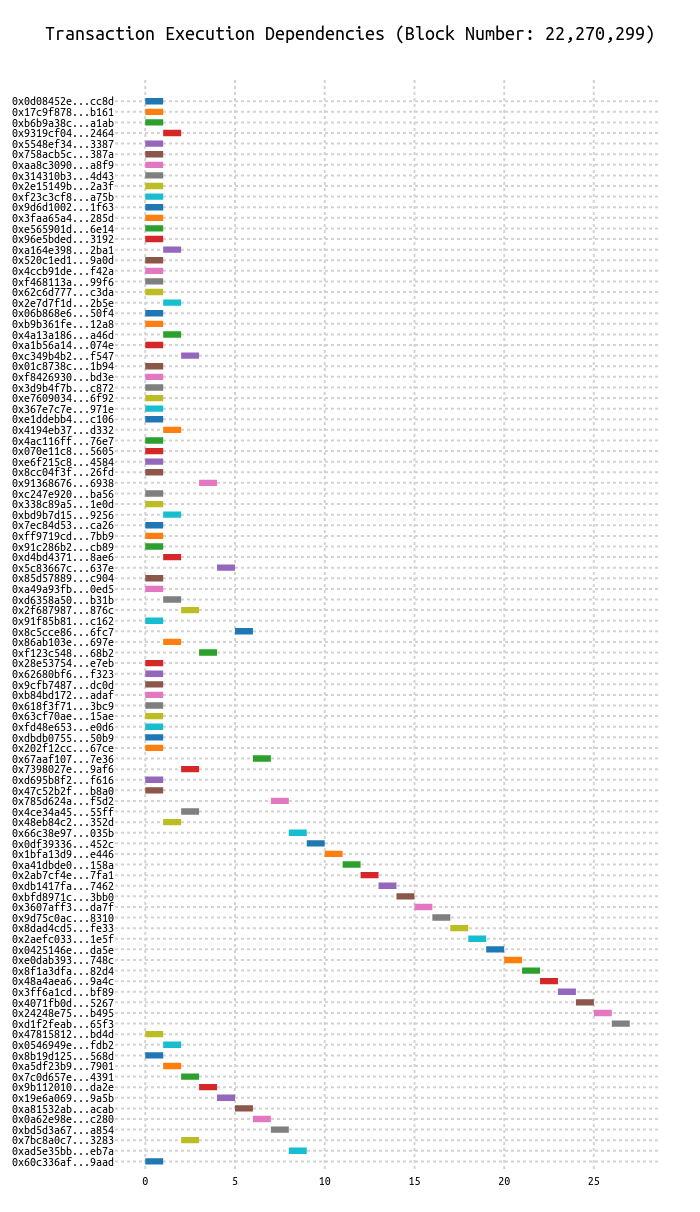 Transaction Execution Dependencies (Block Number: 22,270,299)
0x0d08452e...cc8d
0x17c9f878...b161
0xb6b9a38c...a1ab
0x9319cf04...2464
0x5548ef34...3387
0x758acb5c...387a
0xaa8c3090...a8f9
0x314310b3...4d43
0x2e15149b...2a3f
0xf23c3cf8...a75b
0x9d6d1002...1f63
0x3faa65a4...285d
0xe565901d...6e14
0x96e5bded...3192
0xa164e398...2ba1
0x520c1ed1...9a0d
0x4ccb91de...f42a
0xf468113a...99f6
0x62c6d777...c3da
0x2e7d7f1d...2b5e
0x06b868e6...50f4
0xb9b361fe...12a8
0x4a13a186...a46d
0xa1b56a14...074e
0xc349b4b2...f547
0x01c8738c...1b94
0xf8426930...bd3e
0x3d9b4f7b...c872
0xe7609034...6f92
0x367e7c7e...971e
0xe1ddebb4...c106
0x4194eb37...d332
0x4ac116ff...76e7
0x070e11c8...5605
0xe6f215c8...4584
0x8cc04f3f...26fd
0x91368676...6938
0xc247e920...ba56
0x338c89a5...1e0d
0xbd9b7d15...9256
0x7ec84d53...ca26
0xff9719cd...7bb9
0x91c286b2...cb89
0xd4bd4371...8ae6
0x5c83667c...637e
0x85d57889...c904
0xa49a93fb...0ed5
0xd6358a50...b31b
0x2f687987...876c
0x91f85b81...c162
0x8c5cce86...6fc7
0x86ab103e...697e
0xf123c548...68b2
0x28e53754...e7eb
0x62680bf6...f323
0x9cfb7487...dc0d
0xb84bd172...adaf
0x618f3f71...3bc9
0x63cf70ae...15ae
0xfd48e653...e0d6
0xdbdb0755...50b9
0x202f12cc...67ce
0x67aaf107...7e36
0x7398027e...9af6
0xd695b8f2...f616
0x47c52b2f...b8a0
0x785d624a...f5d2
0x4ce34a45...55ff
0x48eb84c2...352d
0x66c38e97...035b
0x0df39336...452c
0x1bfa13d9...e446
0xa41dbde0...158a
0x2ab7cf4e...7fa1
0xdb1417fa...7462
0xbfd8971c...3bb0
0x3607aff3...da7f
0x9d75c0ac...8310
0x8dad4cd5...fe33
0x2aefc033...1e5f
0x0425146e...da5e
0xe0dab393...748c
0x8f1a3dfa...82d4
0x48a4aea6...9a4c
0x3ff6a1cd...bf89
0x4071fb0d...5267
0x24248e75...b495
0xd1f2feab...65f3
0x47815812...bd4d
0x0546949e...fdb2
0x8b19d125...568d
0xa5df23b9...7901
0x7c0d657e...4391
0x9b112010...da2e
0x19e6a069...9a5b
0xa81532ab...acab
0x0a62e98e...c280
0xbd5d3a67...a854
0x7bc8a0c7...3283
0xad5e35bb...eb7a
0x60c336af...9aad
0 5 10 15 20 25